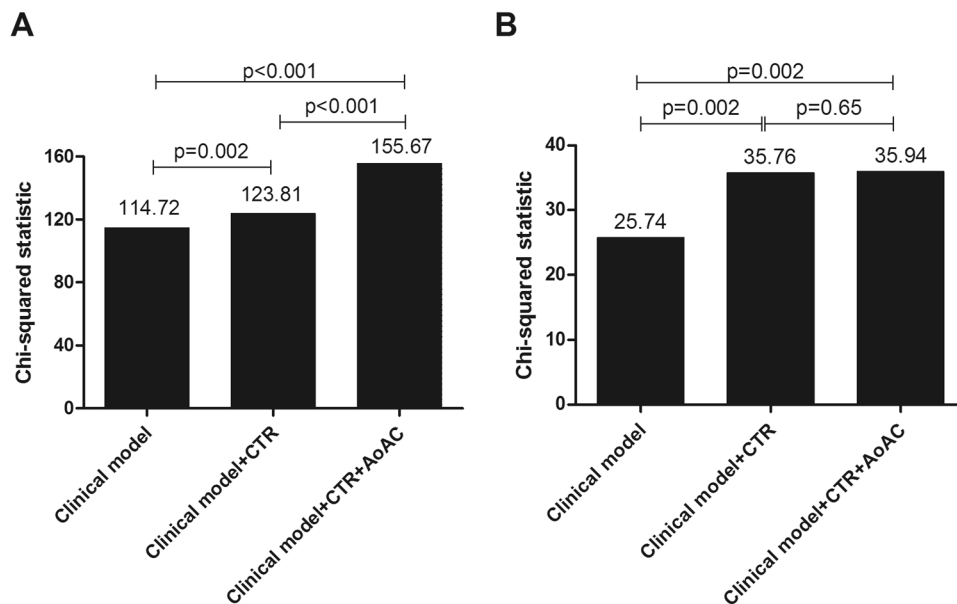 A
p<0.001
p<0.001
p=0.002
160
120
80
40
0
Chi-squared statistic
114.72
123.81
155.67
Clinical model
Clinical model+CTR
Clinical model+CTR+AoAC
B
p=0.002
p=0.002
p=0.65
40
30
20
10
0
Chi-squared statistic
25.74
35.76
35.94
Clinical model
Clinical model+CTR
Clinical model+CTR+AoAC